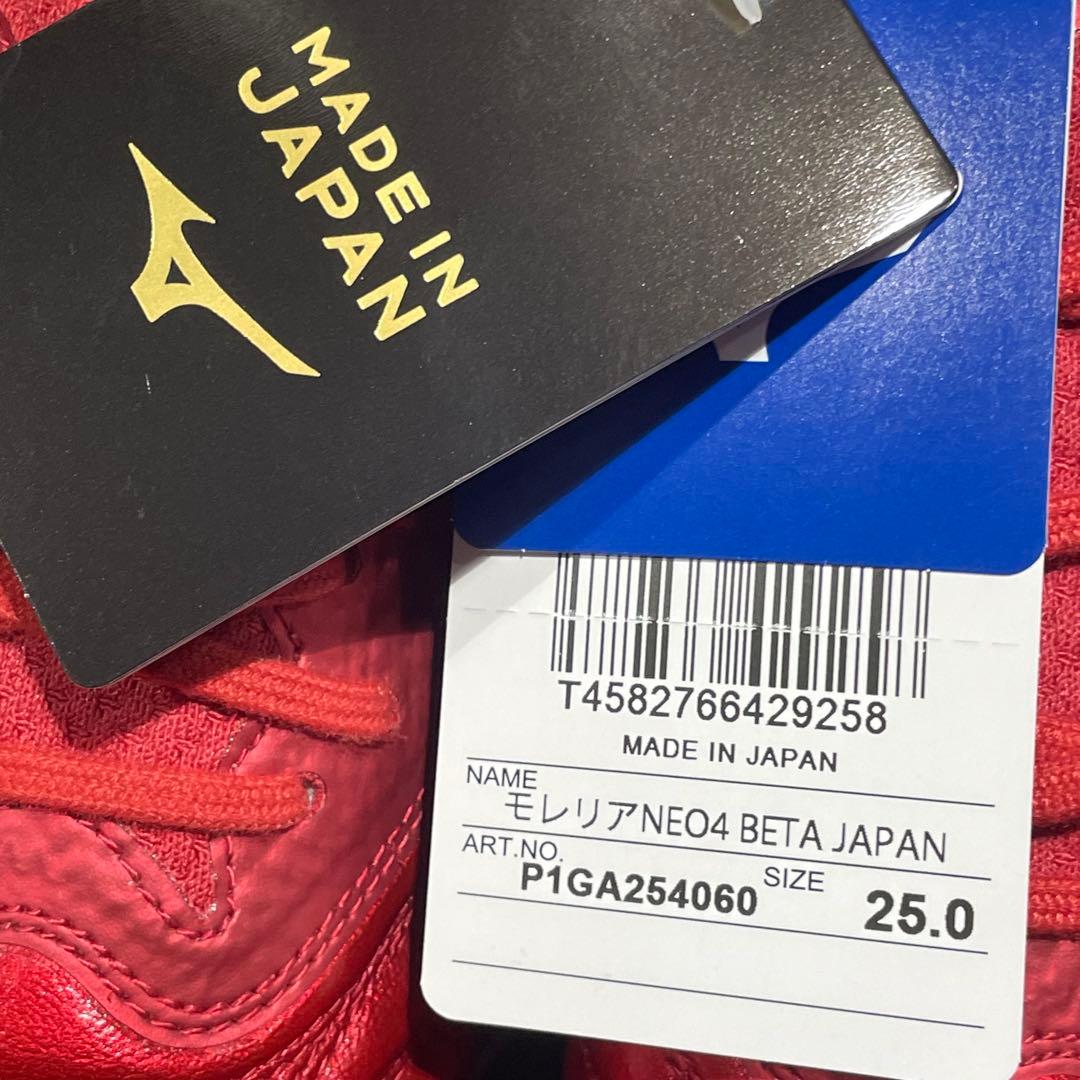 MADE IN
JAPAN
T4582766429258
MADE IN JAPAN
NAME
モレリアNEO4 BETA JAPAN
ART.NO.
P1GA254060
SIZE
25.0